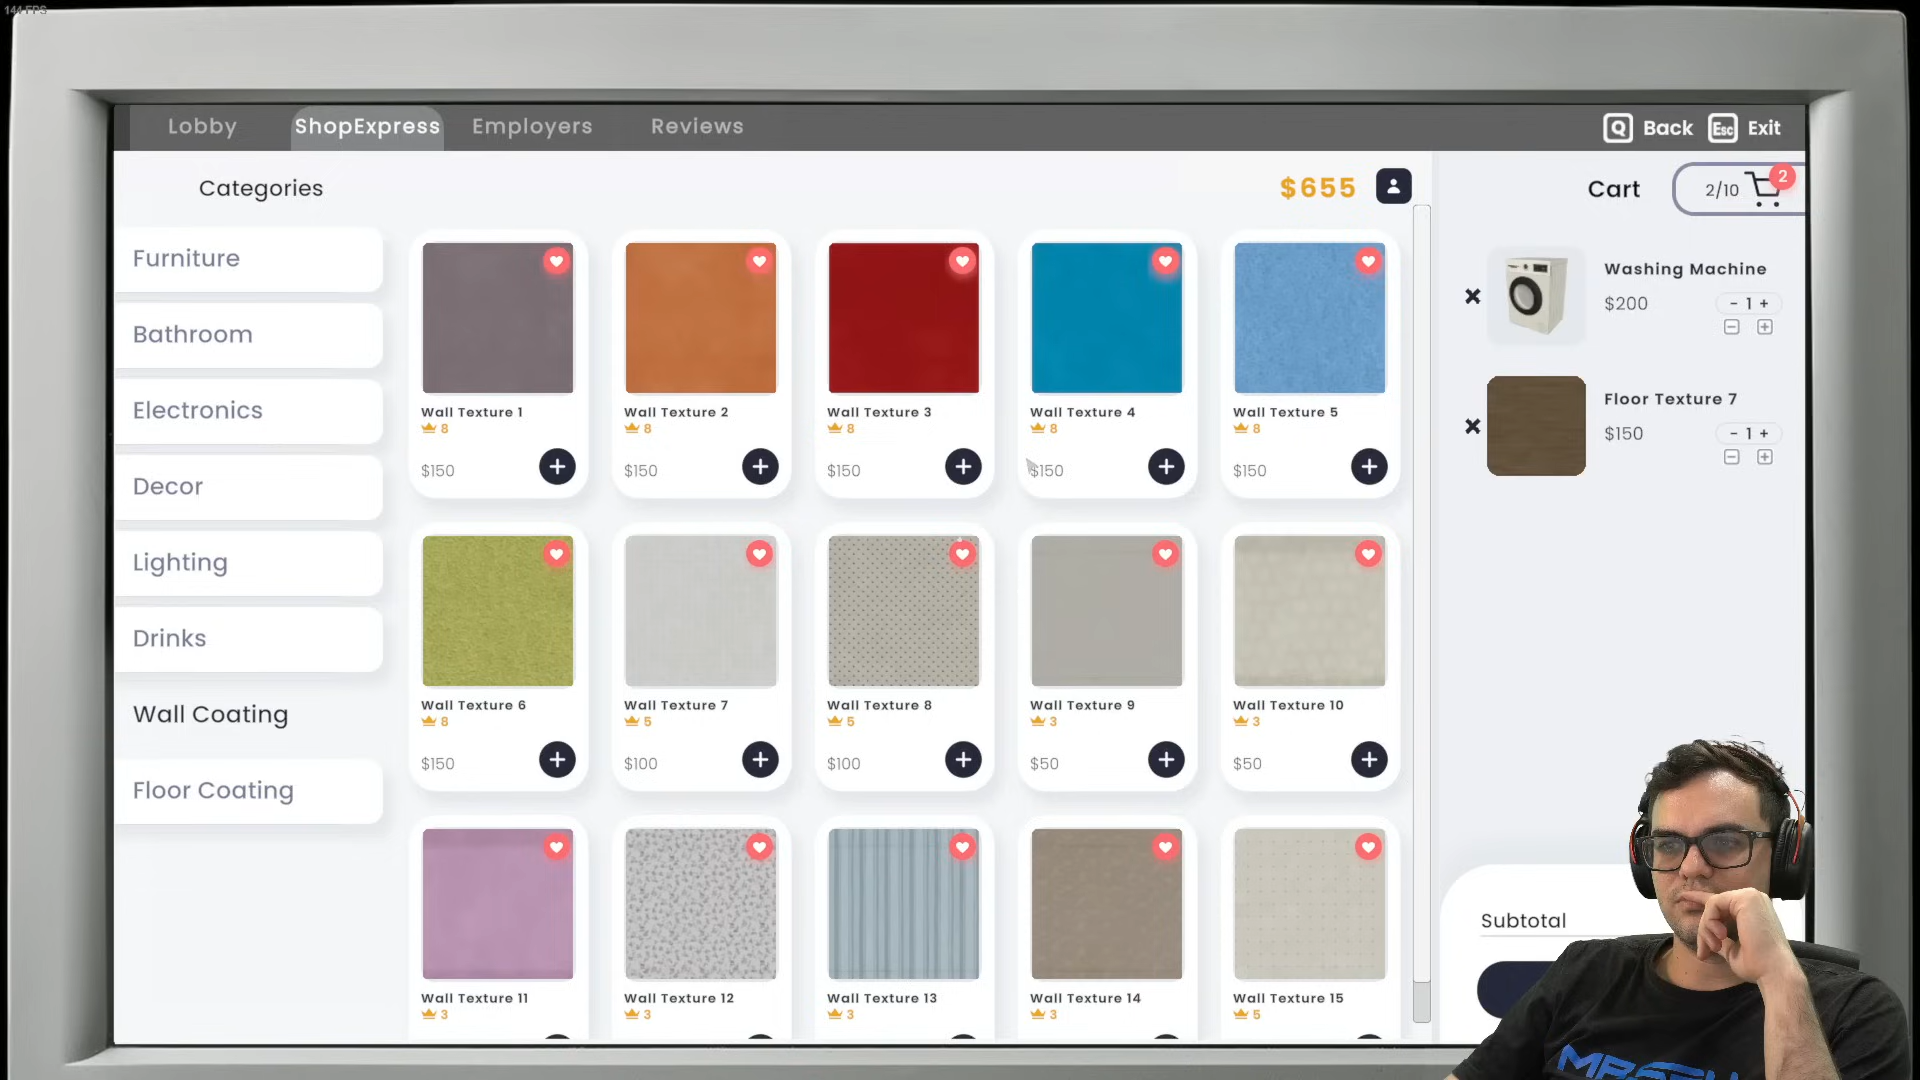 144 FPS
Lobby
ShopExpress
Employers
Reviews
Q Back
Esc Exit
Categories
$655
Cart
2/10
2
Furniture
Bathroom
Electronics
Decor
Lighting
Drinks
Wall Coating
Floor Coating
Wall Texture 1
8
$150
Wall Texture 2
8
$150
Wall Texture 3
8
$150
Wall Texture 4
8
$150
Wall Texture 5
8
$150
Wall Texture 6
8
$150
Wall Texture 7
5
$100
Wall Texture 8
5
$100
Wall Texture 9
3
$50
Wall Texture 10
3
$50
Wall Texture 11
3
Wall Texture 12
3
Wall Texture 13
3
Wall Texture 14
3
Wall Texture 15
5
Washing Machine
$200
- 1 +
Floor Texture 7
$150
- 1 +
Subtotal